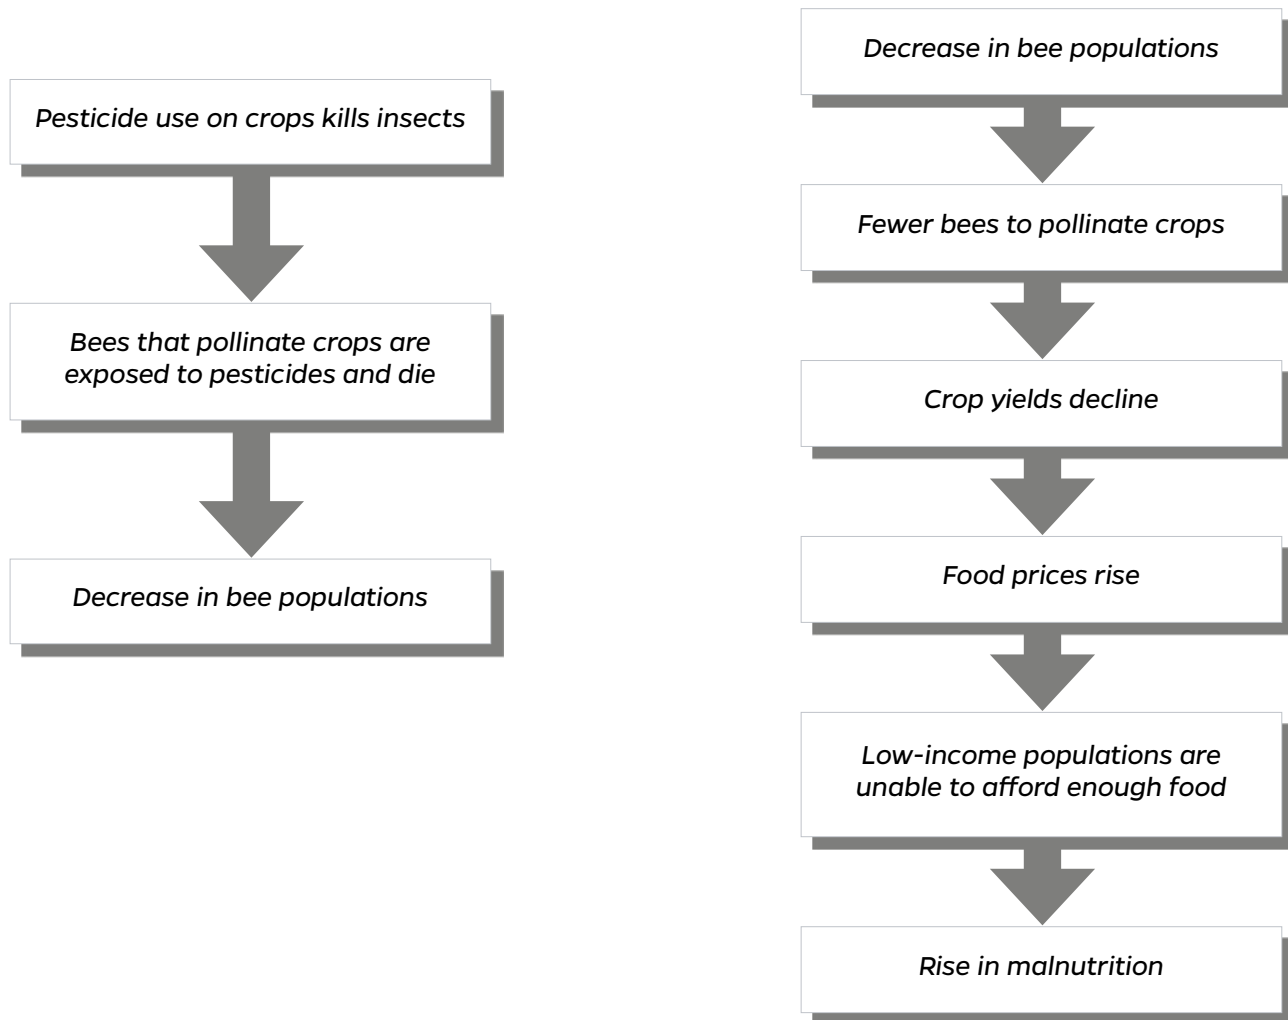 Pesticide use on crops kills insects
Bees that pollinate crops are
exposed to pesticides and die
Decrease in bee populations
Decrease in bee populations
Fewer bees to pollinate crops
Crop yields decline
Food prices rise
Low-income populations are
unable to afford enough food
Rise in malnutrition